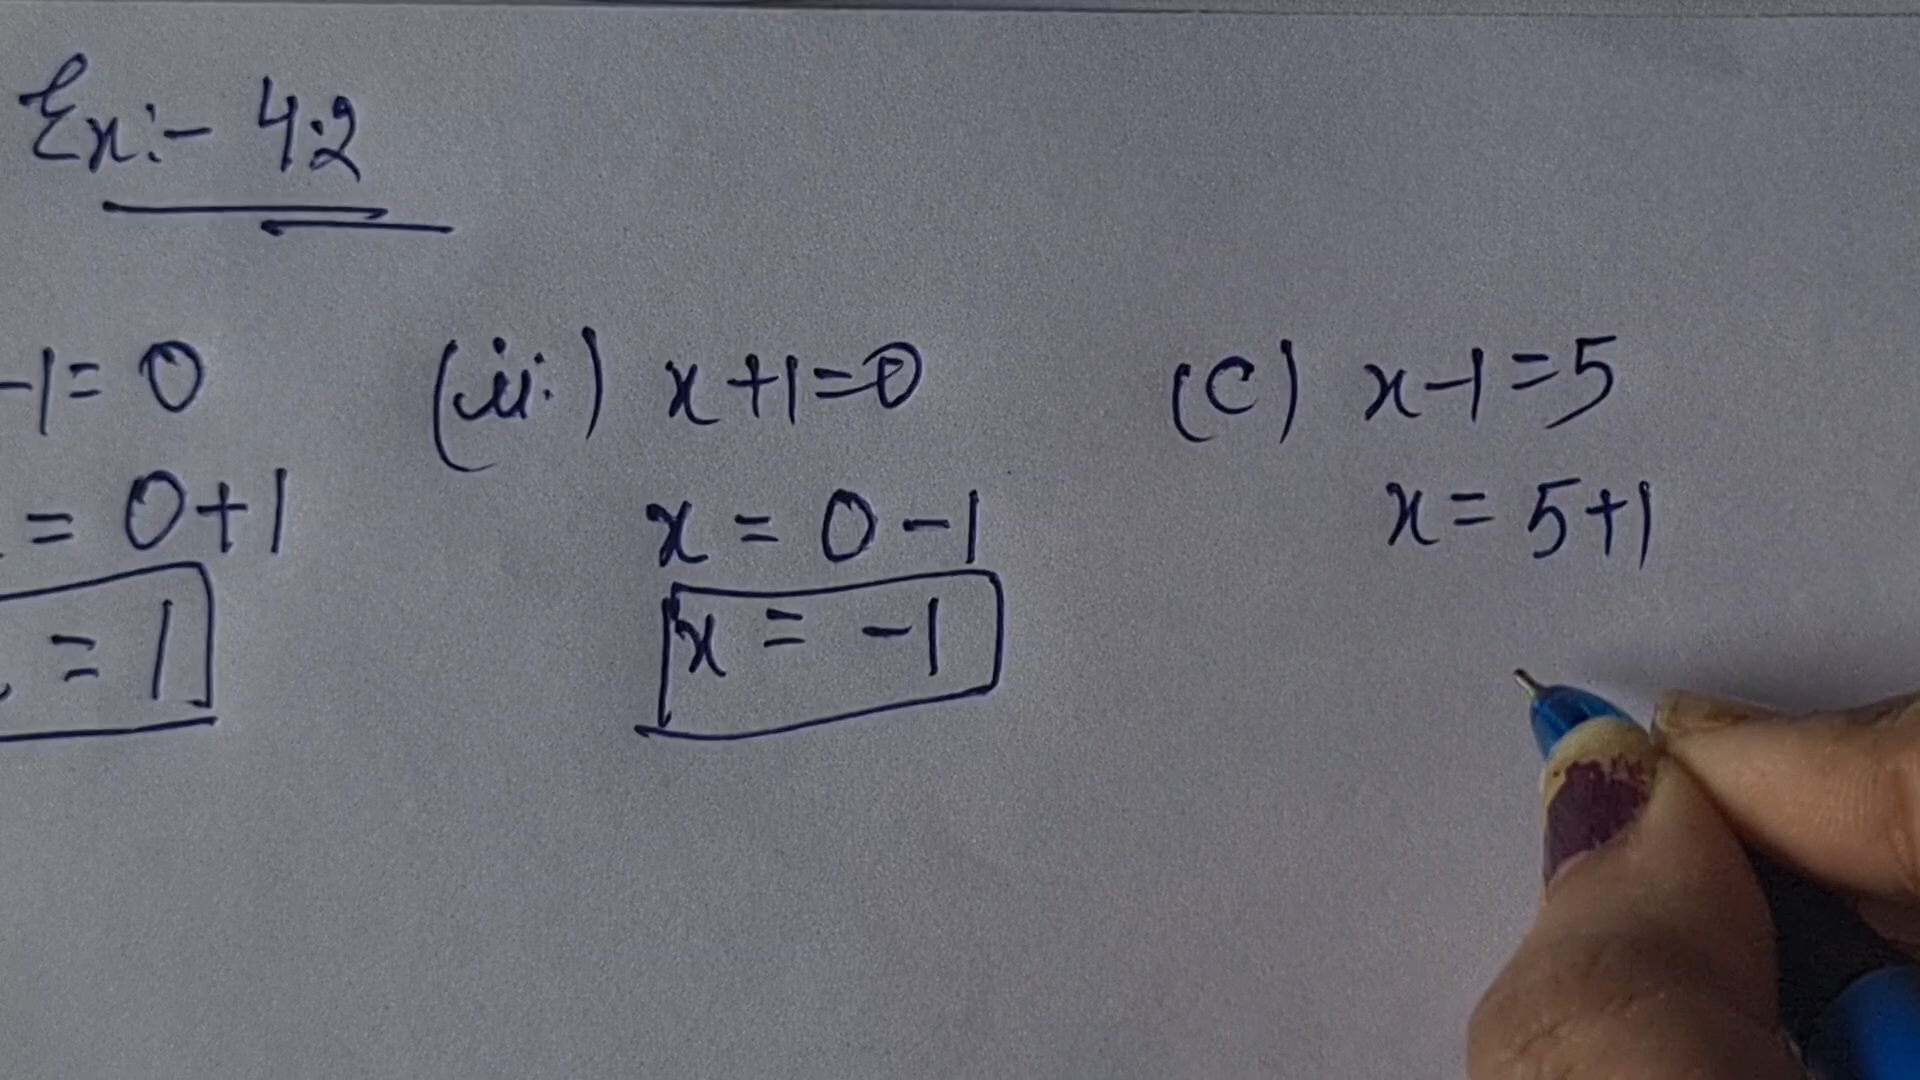 Ex:- 4.2
-1 = 0
= 0+1
= 1
(ii.) x+1=0
x = 0-1
x = -1
(c) x-1=5
x = 5+1